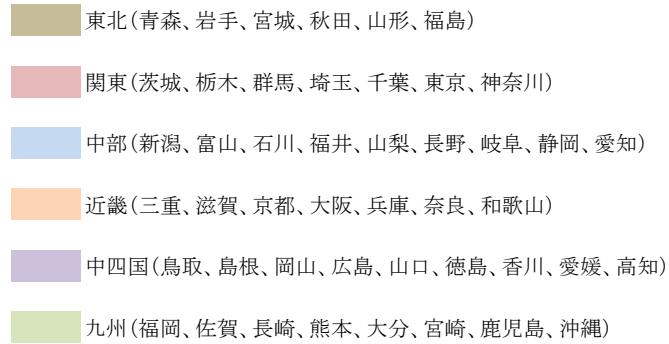 東北(青森、岩手、宮城、秋田、山形、福島)
関東(茨城、栃木、群馬、埼玉、千葉、東京、神奈川)
中部(新潟、富山、石川、福井、山梨、長野、岐阜、静岡、愛知)
近畿(三重、滋賀、京都、大阪、兵庫、奈良、和歌山)
中四国(鳥取、島根、岡山、広島、山口、徳島、香川、愛媛、高知)
九州(福岡、佐賀、長崎、熊本、大分、宮崎、鹿児島、沖縄)